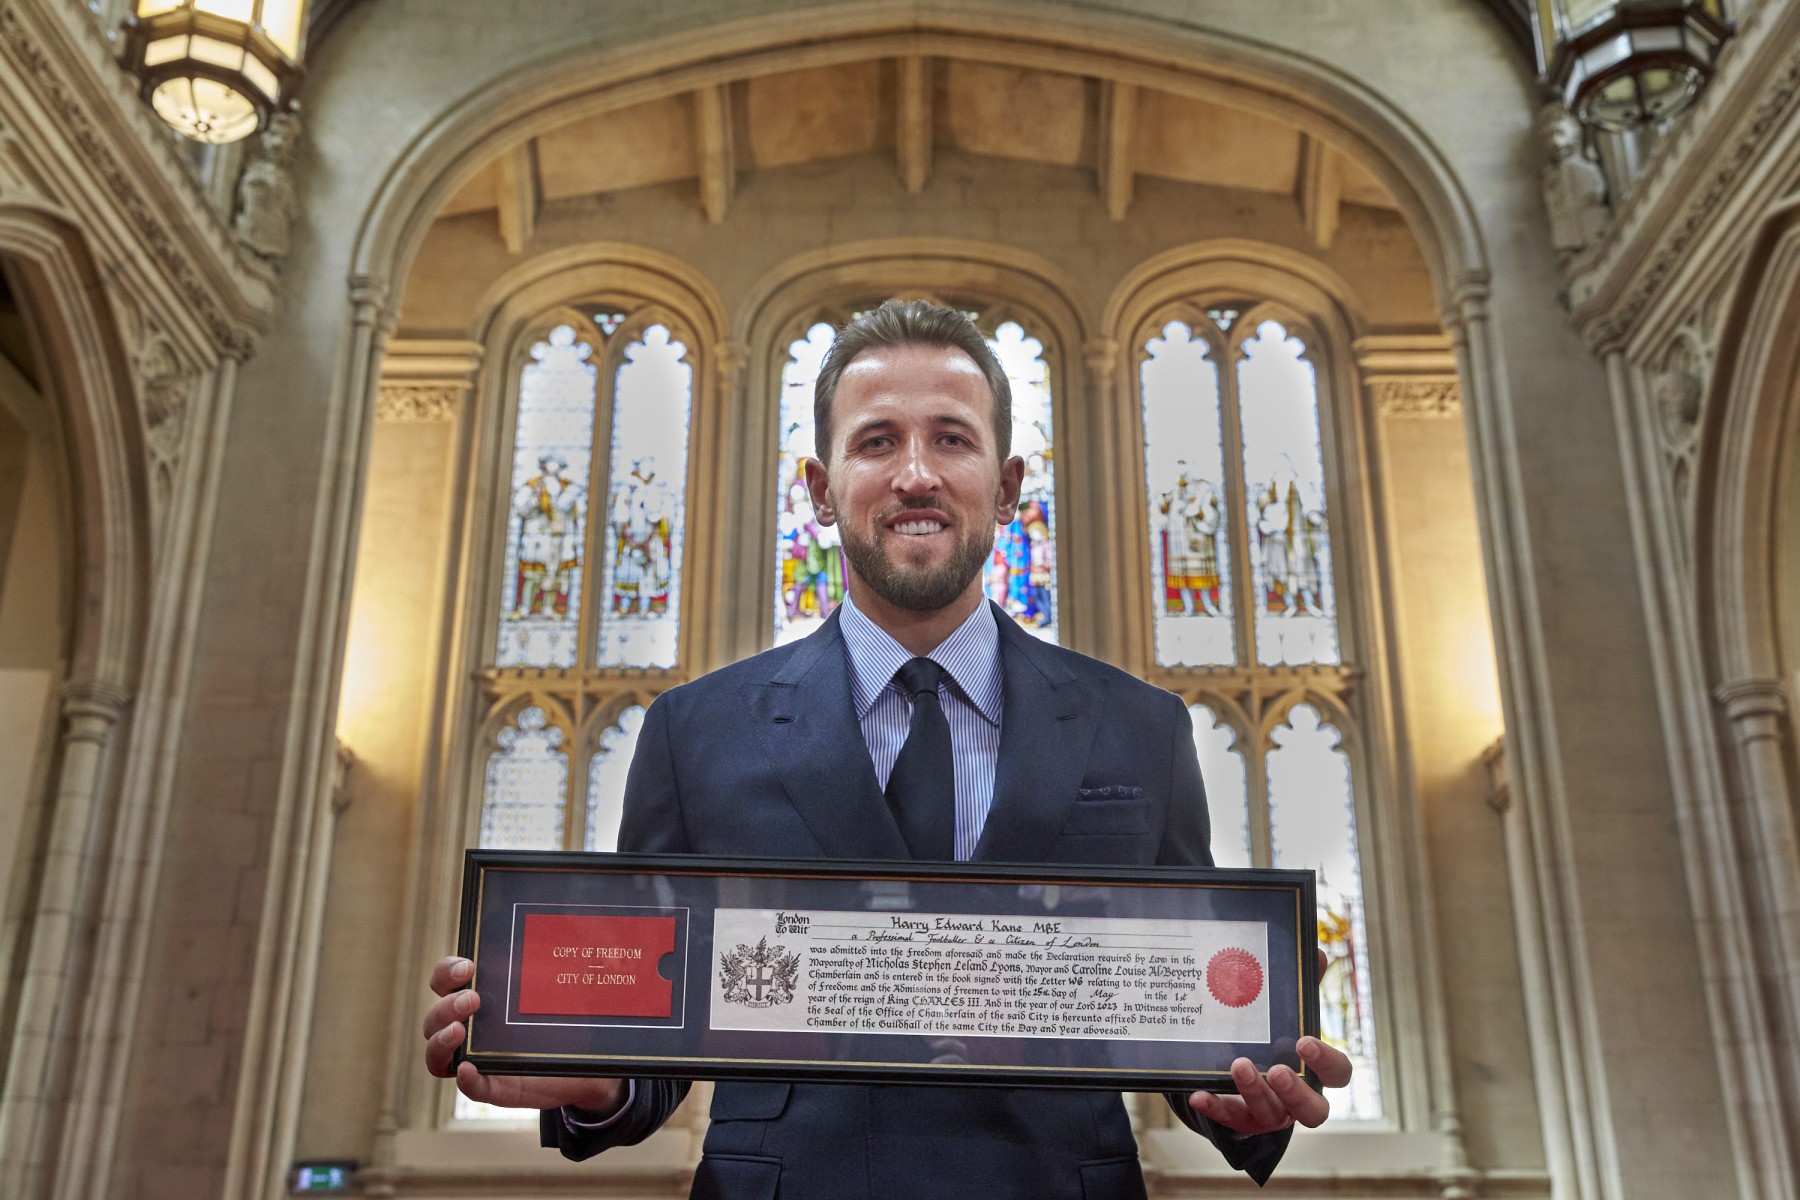 COPY OF FREEDOM
CITY OF LONDON
London
To Wit
Harry Edward Kane MBE
a Professional Footballer & a Citizen of London
was admitted into the Freedom aforesaid and made the Declaration required by Law in the
Mayoralty of Nicholas Stephen Leland Lyons, Mayor and Caroline Louise Al-Beyerty
Chamberlain and is entered in the book signed with the Letter W6 relating to the purchasing
of Freedoms and the Admissions of Freemen to wit the 25th day of May in the 1st
year of the reign of King CHARLES III. And in the year of our Lord 2023 In Witness whereof
the Seal of the Office of Chamberlain of the said City is hereunto affixed Dated in the
Chamber of the Guildhall of the same City the Day and Year abovesaid.